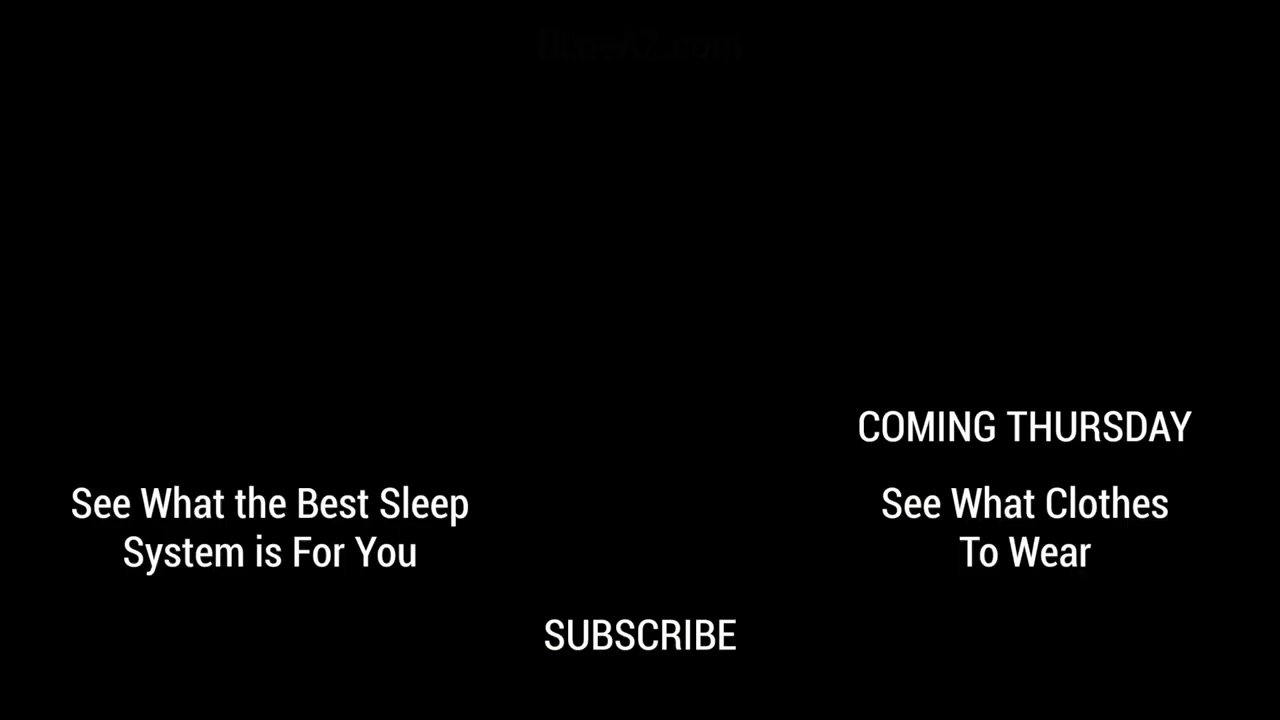 COMING THURSDAY
See What the Best Sleep
System is For You
See What Clothes
To Wear
SUBSCRIBE